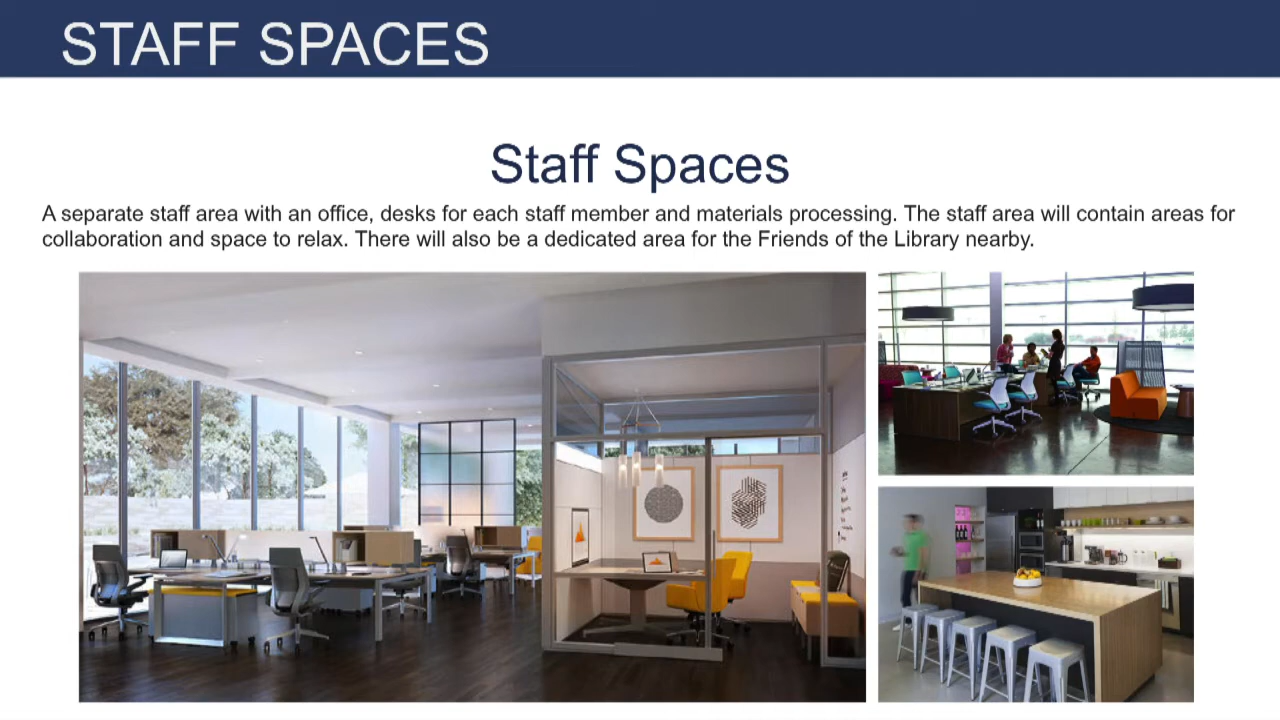 STAFF SPACES
Staff Spaces
A separate staff area with an office, desks for each staff member and materials processing. The staff area will contain areas for
collaboration and space to relax. There will also be a dedicated area for the Friends of the Library nearby.